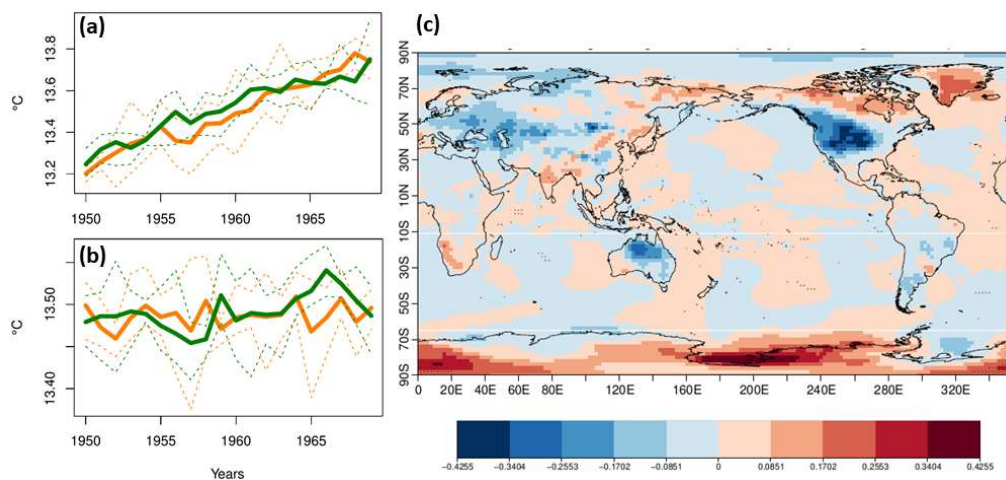 (a)
°C
13.8
13.6
13.4
13.2
1950
1955
1960
1965
(b)
°C
13.50
13.40
1950
1955
1960
1965
Years
(c)
90N
70N
50N
30N
10N
10S
30S
50S
70S
90S
0
20E
40E
60E
80E
120E
160E
200E
240E
280E
320E
−0.4255
−0.3404
−0.2553
−0.1702
−0.0851
0
0.0851
0.1702
0.2553
0.3404
0.4255